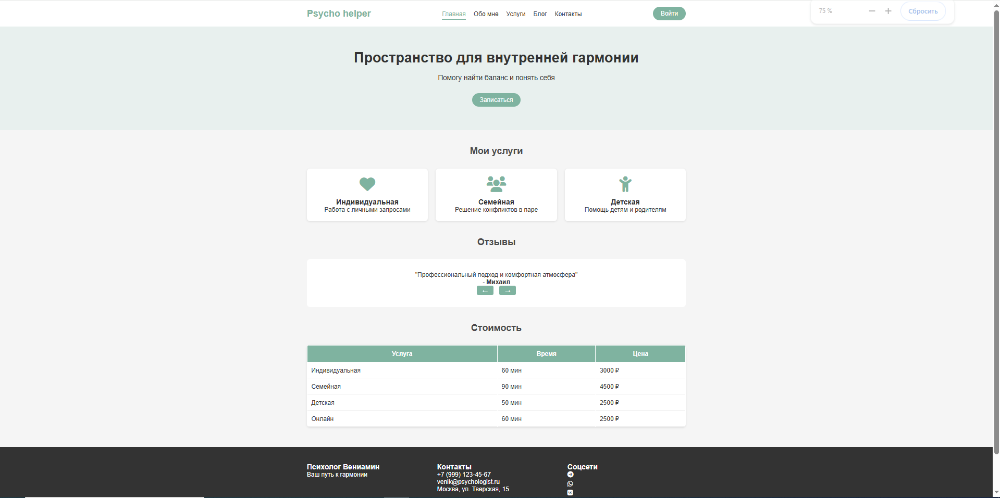 Psycho helper
Главная Обо мне Услуги Блог Контакты
Войти
75 %
Сбросить
Пространство для внутренней гармонии
Помогу найти баланс и понять себя
Записаться
Мои услуги
Индивидуальная
Работа с личными запросами
Семейная
Решение конфликтов в паре
Детская
Помощь детям и родителям
Отзывы
"Профессиональный подход и комфортная атмосфера"
- Михаил
← →
Стоимость
Услуга Время Цена
Индивидуальная 60 мин 3000 ₽
Семейная 90 мин 4500 ₽
Детская 50 мин 2500 ₽
Онлайн 60 мин 2500 ₽
Психолог Вениамин
Ваш путь к гармонии
Контакты
+7 (999) 123-45-67
venik@psychologist.ru
Москва, ул. Тверская, 15
Соцсети